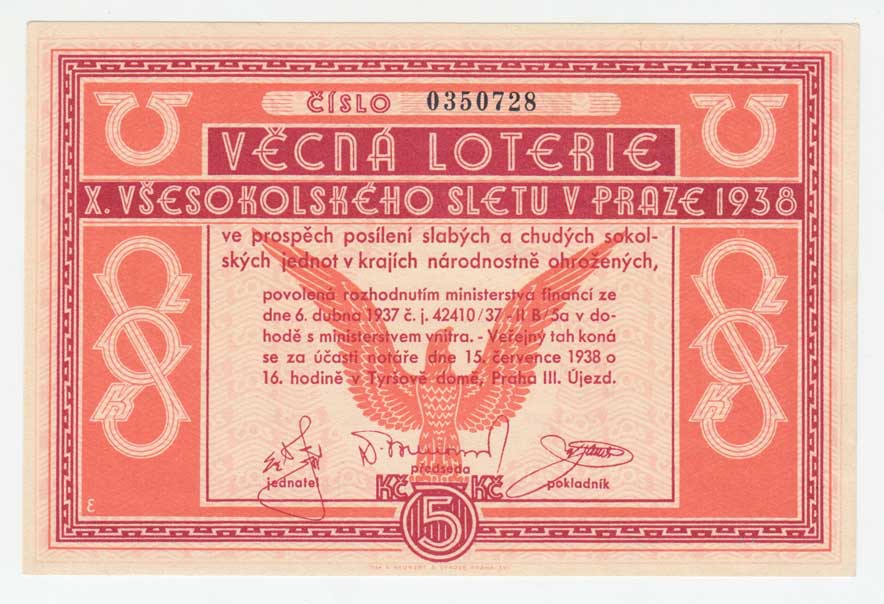 ČÍSLO 0350728
VĚCNÁ LOTERIE
X. VŠESOKOLSKÉHO SLETU V PRAZE 1938
ve prospěch posílení slabých a chudých sokol-
ských jednot v krajích národnostně ohrožených,
povolená rozhodnutím ministerstva financí ze
dne 6. dubna 1937 č. j. 42410/37-II B/5a v do-
hodě s ministerstvem vnitra. - Veřejný tah koná
se za účasti notáře dne 15. července 1938 o
16. hodině v Tyršově domě, Praha III. Újezd.
jednatel
předseda
pokladník
Kč 5 Kč
E